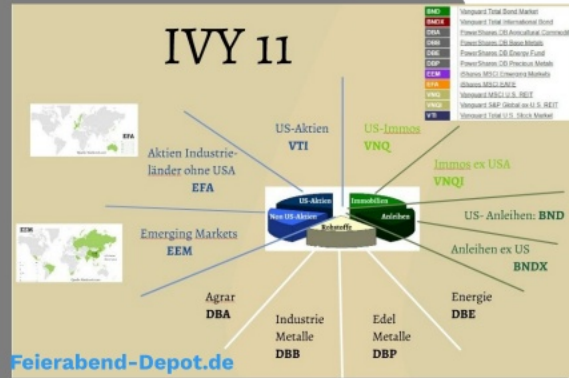 IVY 11
BND Vanguard Total Bond Market
BNDX Vanguard Total International Bond
DBA PowerShares DB Agricultural Commodit
DBB PowerShares DB Base Metals
DBE PowerShares DB Energy Fund
DBP PowerShares DB Precious Metals
EEM iShares MSCI Emerging Markets
EFA iShares MSCI EAFE
VNQ Vanguard MSCI U.S. REIT
VNQI Vanguard S&P Global ex U.S. REIT
VTI Vanguard Total U.S. Stock Market
EFA
US-Aktien
VTI
US-Immos
VNQ
Aktien Industrie-
länder ohne USA
EFA
Immos ex USA
VNQI
US-Aktien
Immobilien
Non US-Aktien
Anleihen
Rohstoffe
US- Anleihen: BND
EEM
Emerging Markets
EEM
Anleihen ex US
BNDX
Agrar
DBA
Industrie
Metalle
DBB
Edel
Metalle
DBP
Energie
DBE
Feierabend-Depot.de